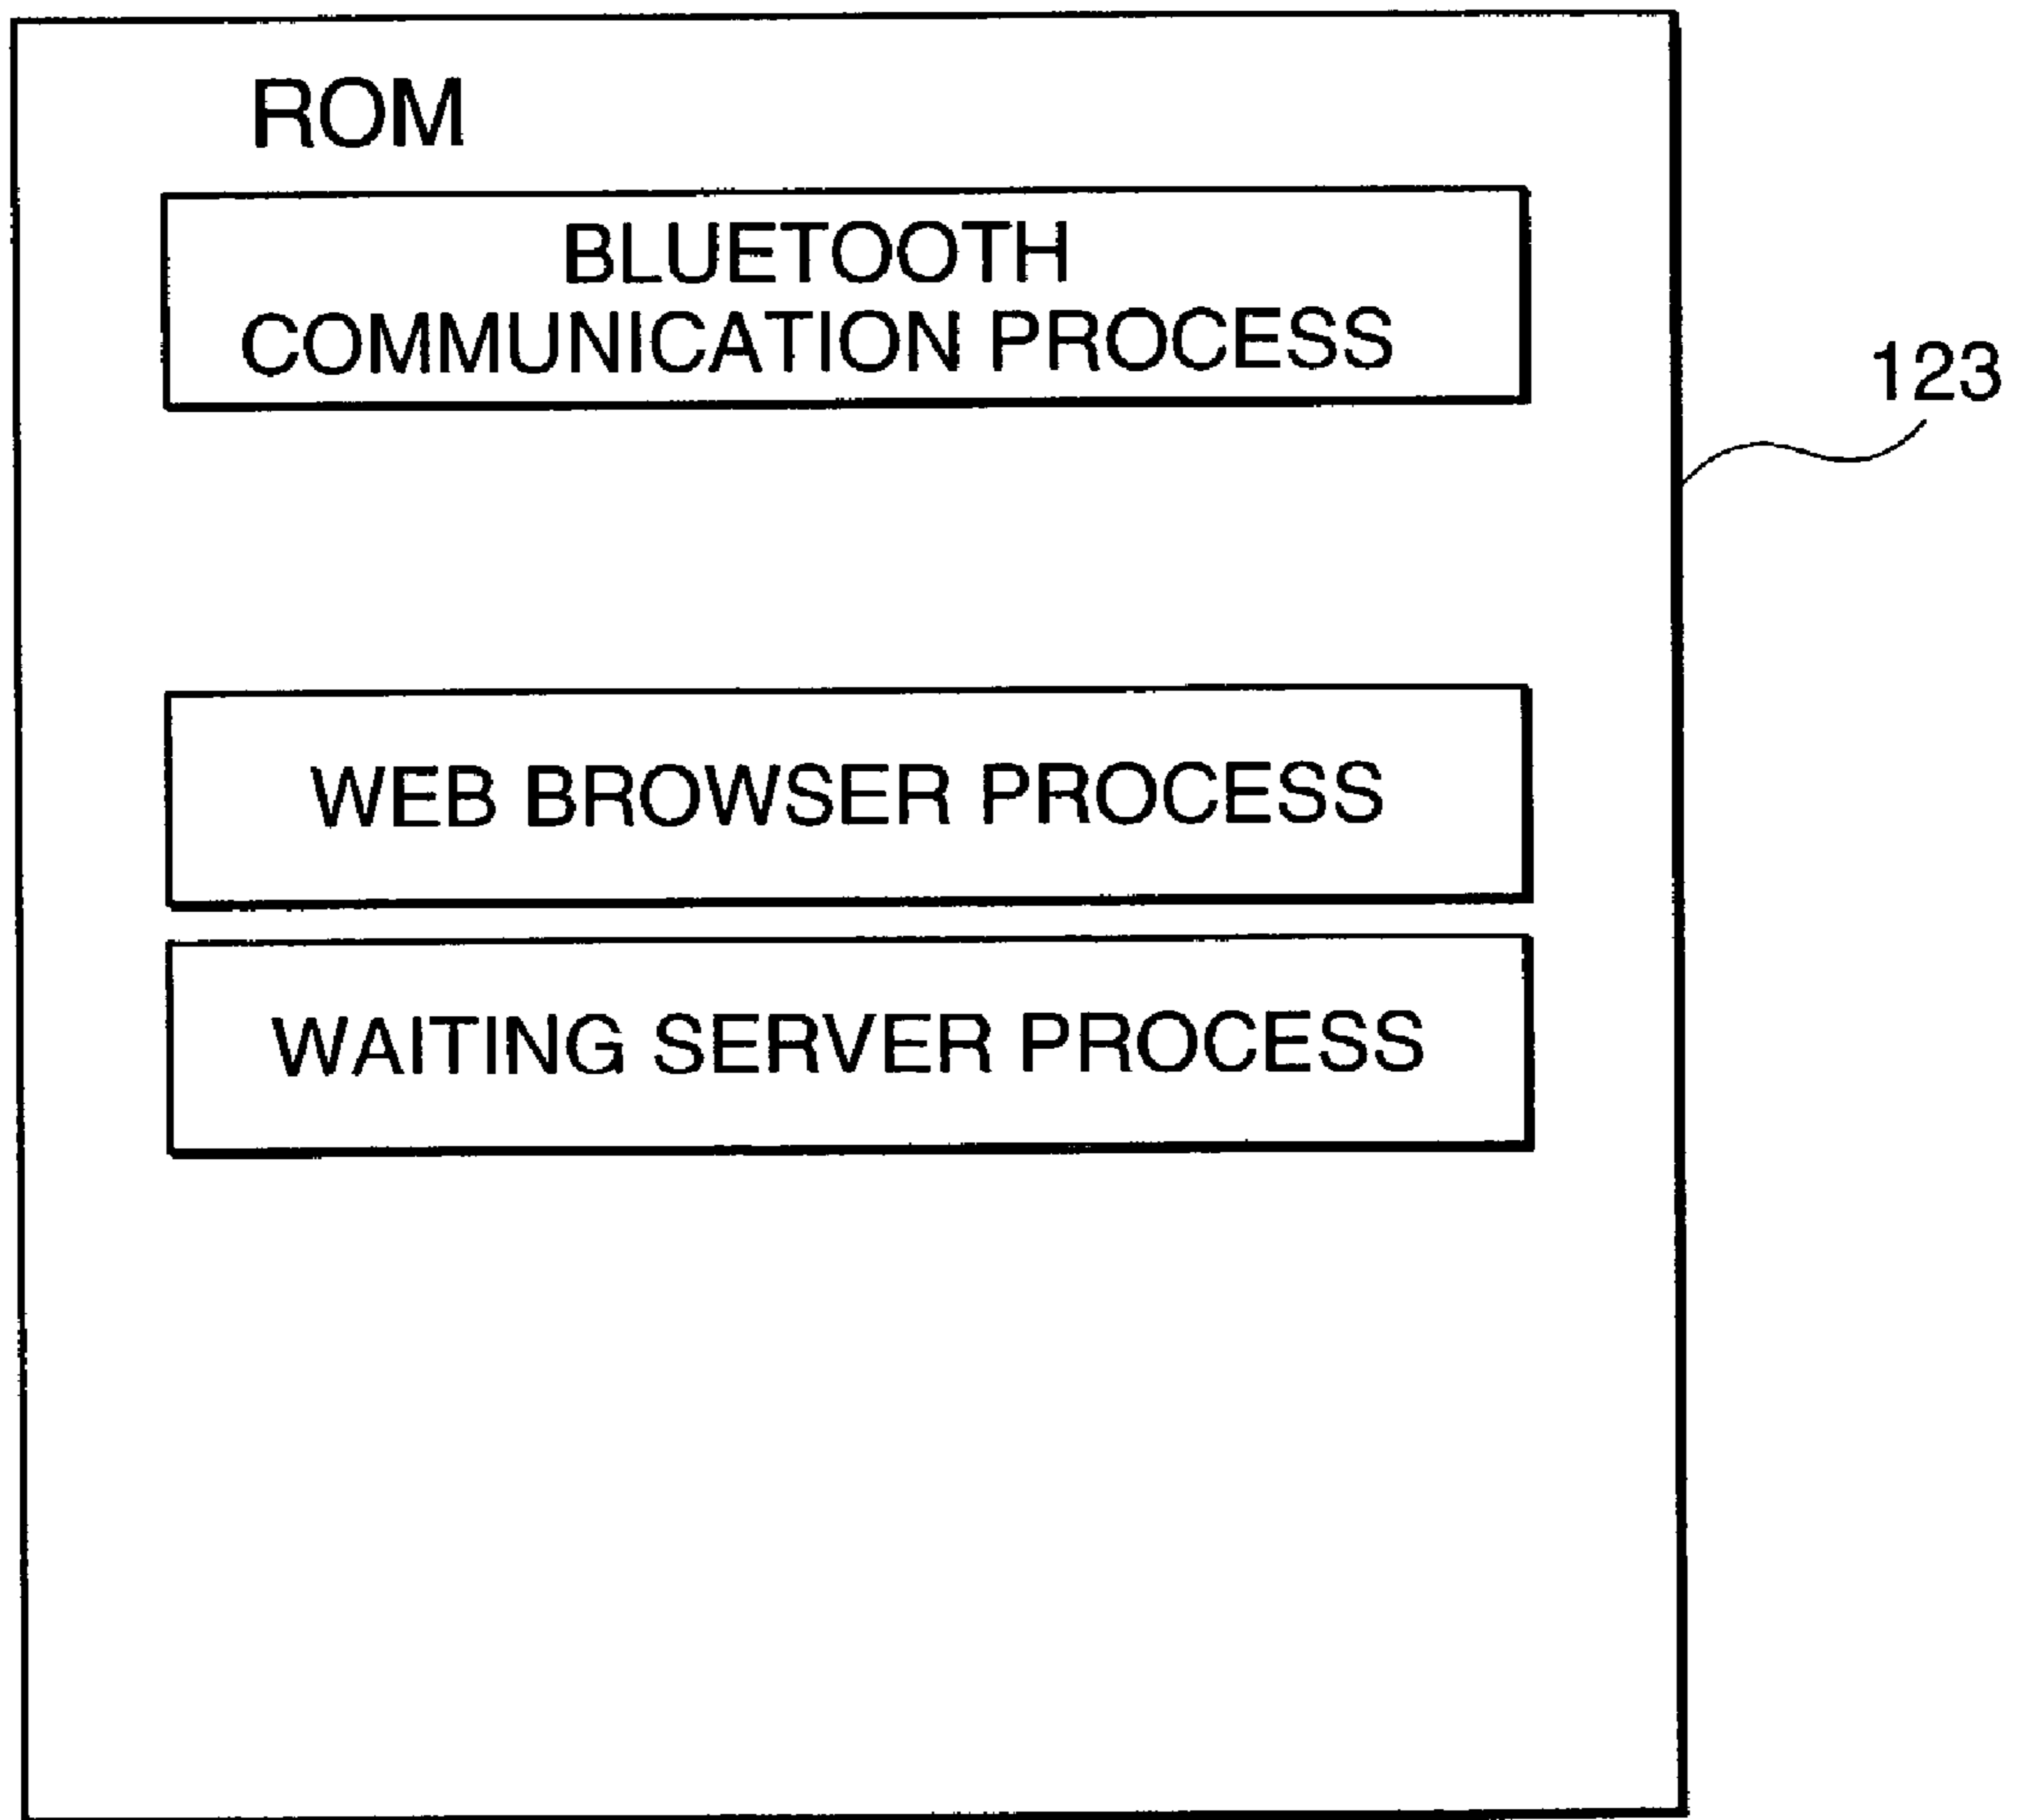 ROM
BLUETOOTH
COMMUNICATION PROCESS
123
WEB BROWSER PROCESS
WAITING SERVER PROCESS